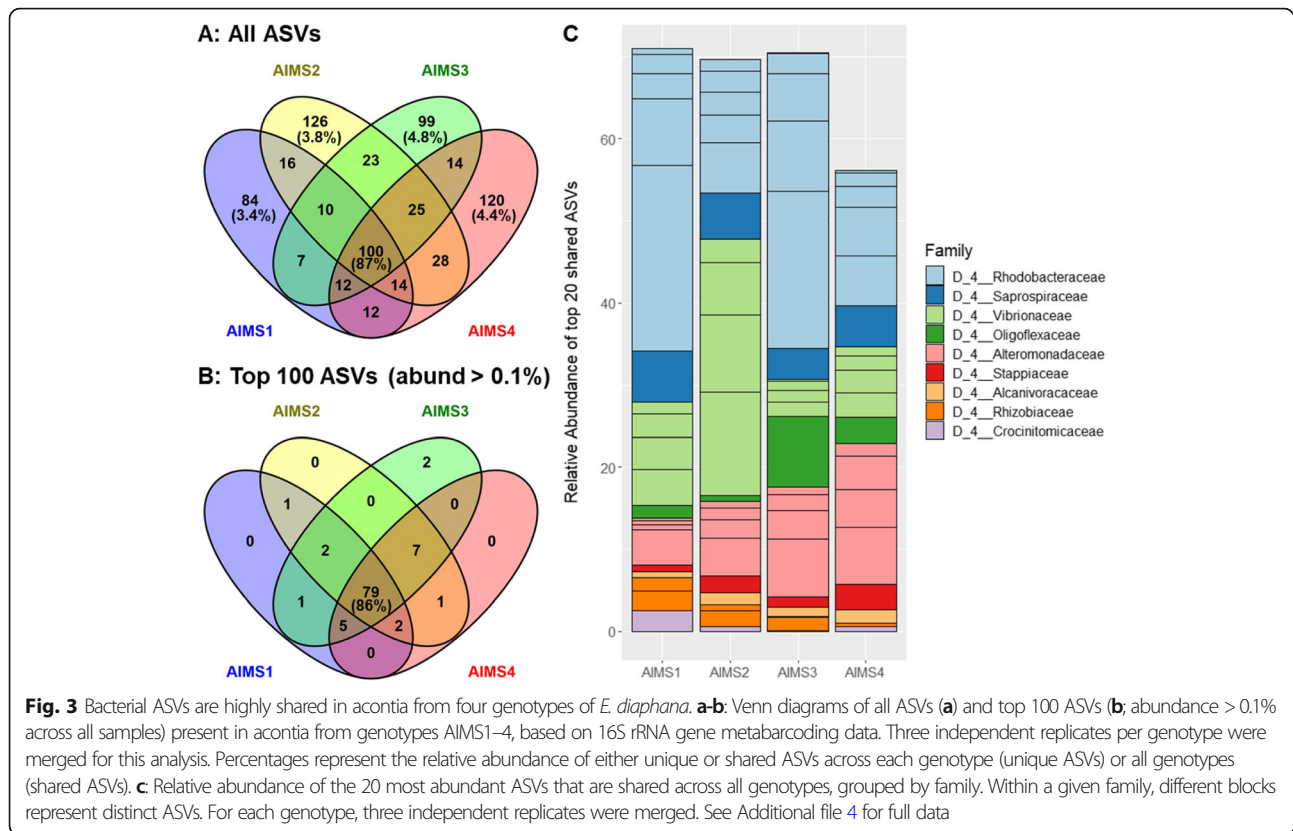 A: All ASVs
AIMS2 AIMS3
126
(3.8%)
99
(4.8%)
16 23 14
84
(3.4%)
120
(4.4%)
10 25
100
(87%)
7 28
12 14
12
AIMS1 AIMS4
B: Top 100 ASVs (abund > 0.1%)
AIMS2 AIMS3
0 2
1 0 0
0 0
2 7
79
(86%)
1 1
5 2
0
AIMS1 AIMS4
C
Relative Abundance of top 20 shared ASVs
60
40
20
0
AIMS1 AIMS2 AIMS3 AIMS4
Family
D_4__Rhodobacteraceae
D_4__Saprospiraceae
D_4__Vibrionaceae
D_4__Oligoflexaceae
D_4__Alteromonadaceae
D_4__Stappiaceae
D_4__Alcanivoracaceae
D_4__Rhizobiaceae
D_4__Crocinitomicaceae
Fig. 3 Bacterial ASVs are highly shared in acontia from four genotypes of E. diaphana. a-b: Venn diagrams of all ASVs (a) and top 100 ASVs (b; abundance > 0.1%
across all samples) present in acontia from genotypes AIMS1–4, based on 16S rRNA gene metabarcoding data. Three independent replicates per genotype were
merged for this analysis. Percentages represent the relative abundance of either unique or shared ASVs across each genotype (unique ASVs) or all genotypes
(shared ASVs). c: Relative abundance of the 20 most abundant ASVs that are shared across all genotypes, grouped by family. Within a given family, different blocks
represent distinct ASVs. For each genotype, three independent replicates were merged. See Additional file 4 for full data